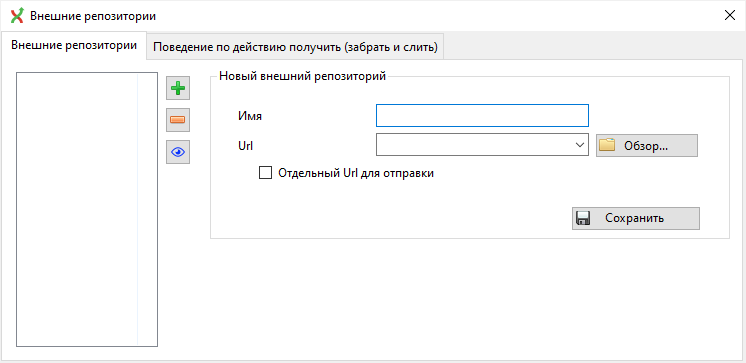 Внешние репозитории
Внешние репозитории
Поведение по действию получить (забрать и слить)
Новый внешний репозиторий
Имя
Url
Обзор...
Отдельный Url для отправки
Сохранить